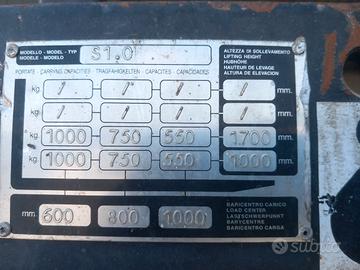 MODELLO - MODEL - TYP
MODÈLE - MODELO
S1.0
ALTEZZA DI SOLLEVAMENTO
LIFTING HEIGHT
HUBHÖHE
HAUTEUR DE LEVAGE
ALTURA DE ELEVACION
PORTATE - CARRYING CAPACITIES - TRAGFÄHIGKEITEN - CAPACITES - CAPACIDADES
kg. / / / / mm.
kg. / / / / mm.
kg. 1000 750 550 1700 mm.
kg. 1000 750 550 1000 mm.
mm. 600 800 1000
BARICENTRO CARICO
LOAD CENTER
LASTSCHWERPUNKT
BARYCENTRE
BARICENTRO CARGA
subito